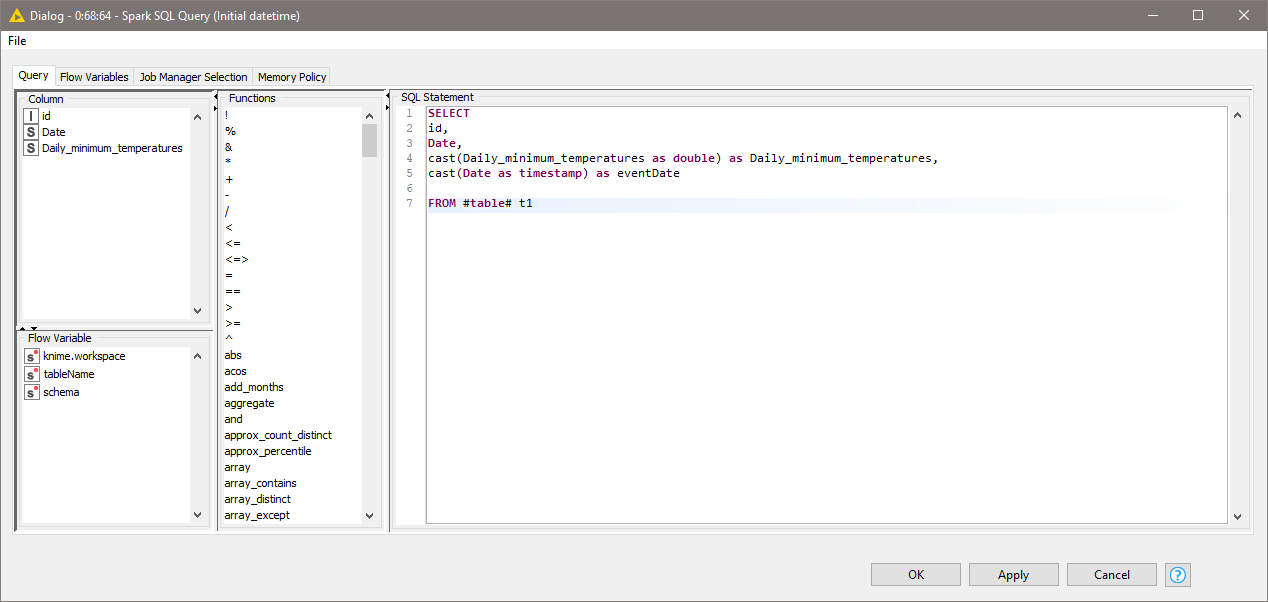 Dialog - 0:68:64 - Spark SQL Query (Initial datetime)
File
Query Flow Variables Job Manager Selection Memory Policy
Column
I id
S Date
S Daily_minimum_temperatures
Flow Variable
s knime.workspace
s tableName
s schema
Functions
!
%
&
*
+
-
/
<
<=
<=>
=
==
>
>=
^
abs
acos
add_months
aggregate
and
approx_count_distinct
approx_percentile
array
array_contains
array_distinct
array_except
SQL Statement
1 SELECT
2 id,
3 Date,
4 cast(Daily_minimum_temperatures as double) as Daily_minimum_temperatures,
5 cast(Date as timestamp) as eventDate
6
7 FROM #table# t1
OK Apply Cancel ?